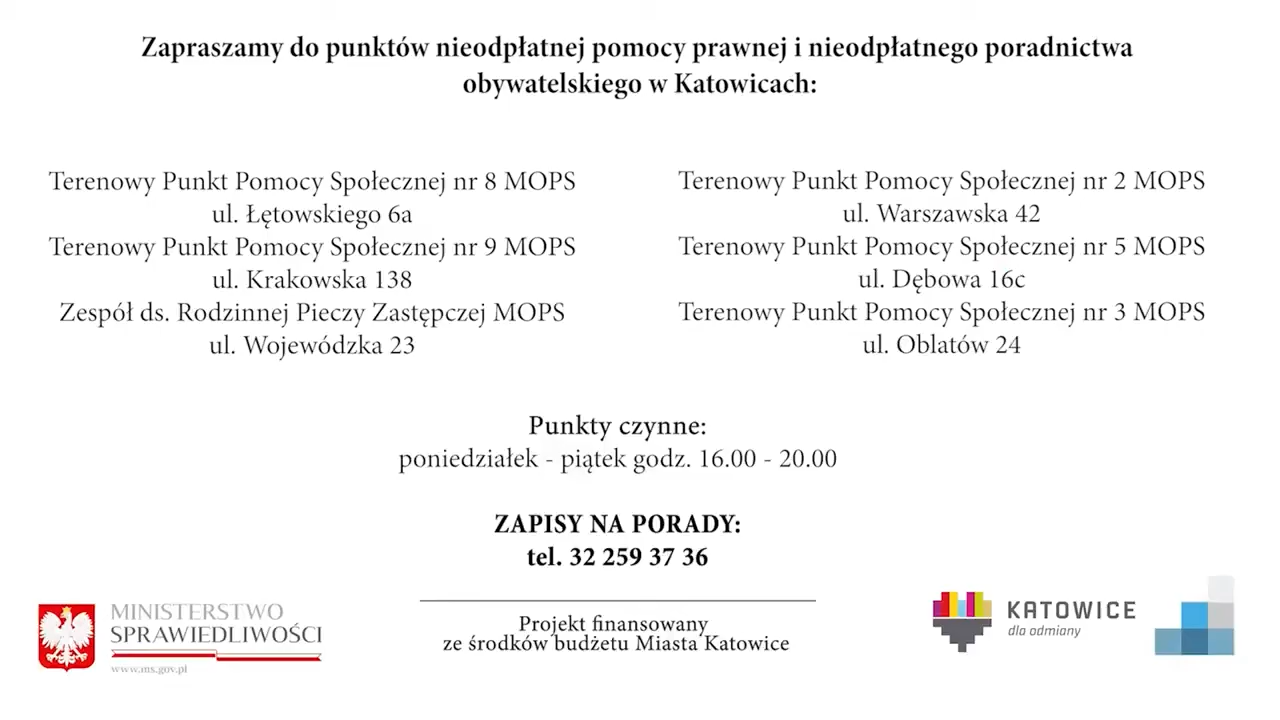 Zapraszamy do punktów nieodpłatnej pomocy prawnej i nieodpłatnego poradnictwa
obywatelskiego w Katowicach:
Terenowy Punkt Pomocy Społecznej nr 8 MOPS
ul. Łętowskiego 6a
Terenowy Punkt Pomocy Społecznej nr 9 MOPS
ul. Krakowska 138
Zespół ds. Rodzinnej Pieczy Zastępczej MOPS
ul. Wojewódzka 23
Terenowy Punkt Pomocy Społecznej nr 2 MOPS
ul. Warszawska 42
Terenowy Punkt Pomocy Społecznej nr 5 MOPS
ul. Dębowa 16c
Terenowy Punkt Pomocy Społecznej nr 3 MOPS
ul. Oblatów 24
Punkty czynne:
poniedziałek - piątek godz. 16.00 - 20.00
ZAPISY NA PORADY:
tel. 32 259 37 36
MINISTERSTWO
SPRAWIEDLIWOŚCI
www.ms.gov.pl
Projekt finansowany
ze środków budżetu Miasta Katowice
KATOWICE
dla odmiany